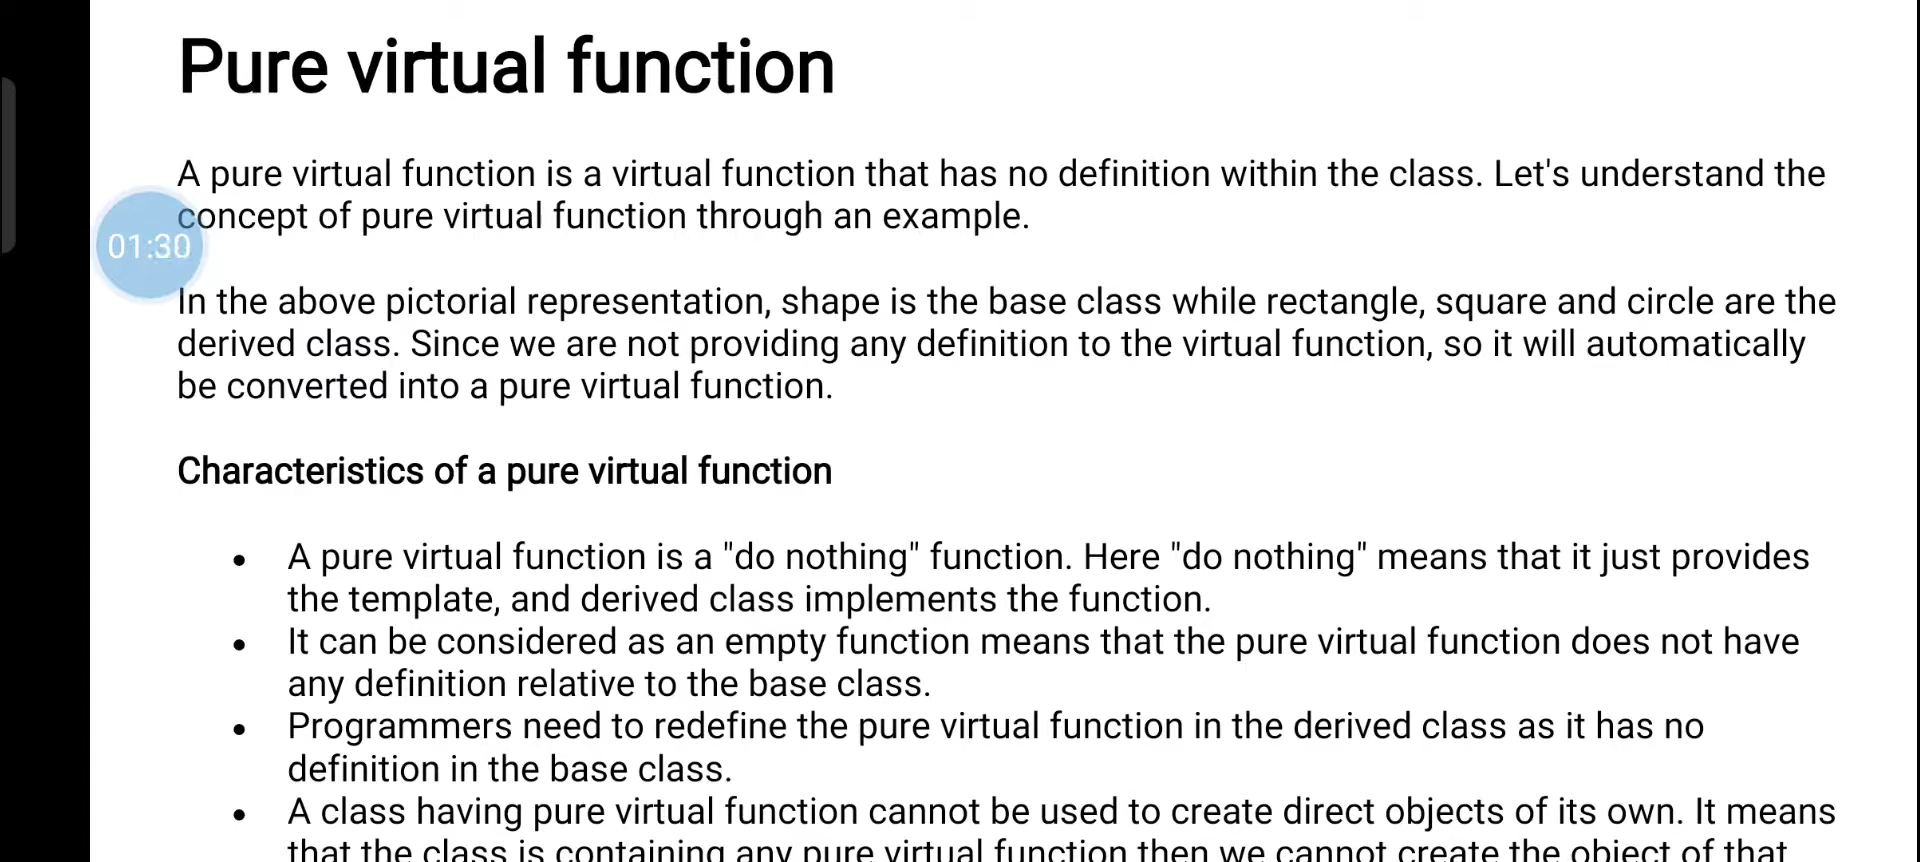 Pure virtual function
A pure virtual function is a virtual function that has no definition within the class. Let's understand the
concept of pure virtual function through an example.
01:30
In the above pictorial representation, shape is the base class while rectangle, square and circle are the
derived class. Since we are not providing any definition to the virtual function, so it will automatically
be converted into a pure virtual function.
Characteristics of a pure virtual function
• A pure virtual function is a "do nothing" function. Here "do nothing" means that it just provides
the template, and derived class implements the function.
• It can be considered as an empty function means that the pure virtual function does not have
any definition relative to the base class.
• Programmers need to redefine the pure virtual function in the derived class as it has no
definition in the base class.
• A class having pure virtual function cannot be used to create direct objects of its own. It means
that the class is containing any pure virtual function then we cannot create the object of that